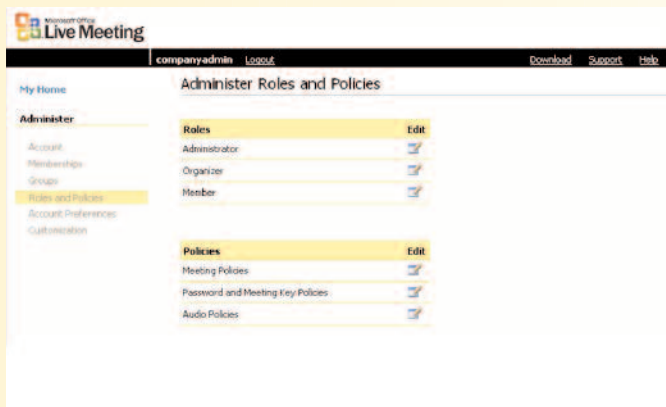 Microsoft Office
Live Meeting
companyadmin Logout Download Support Help
My Home
Administer Roles and Policies
Administer
Account
Memberships
Groups
Roles and Policies
Account Preferences
Customization
Roles Edit
Administrator
Organizer
Member
Policies Edit
Meeting Policies
Password and Meeting Key Policies
Audio Policies